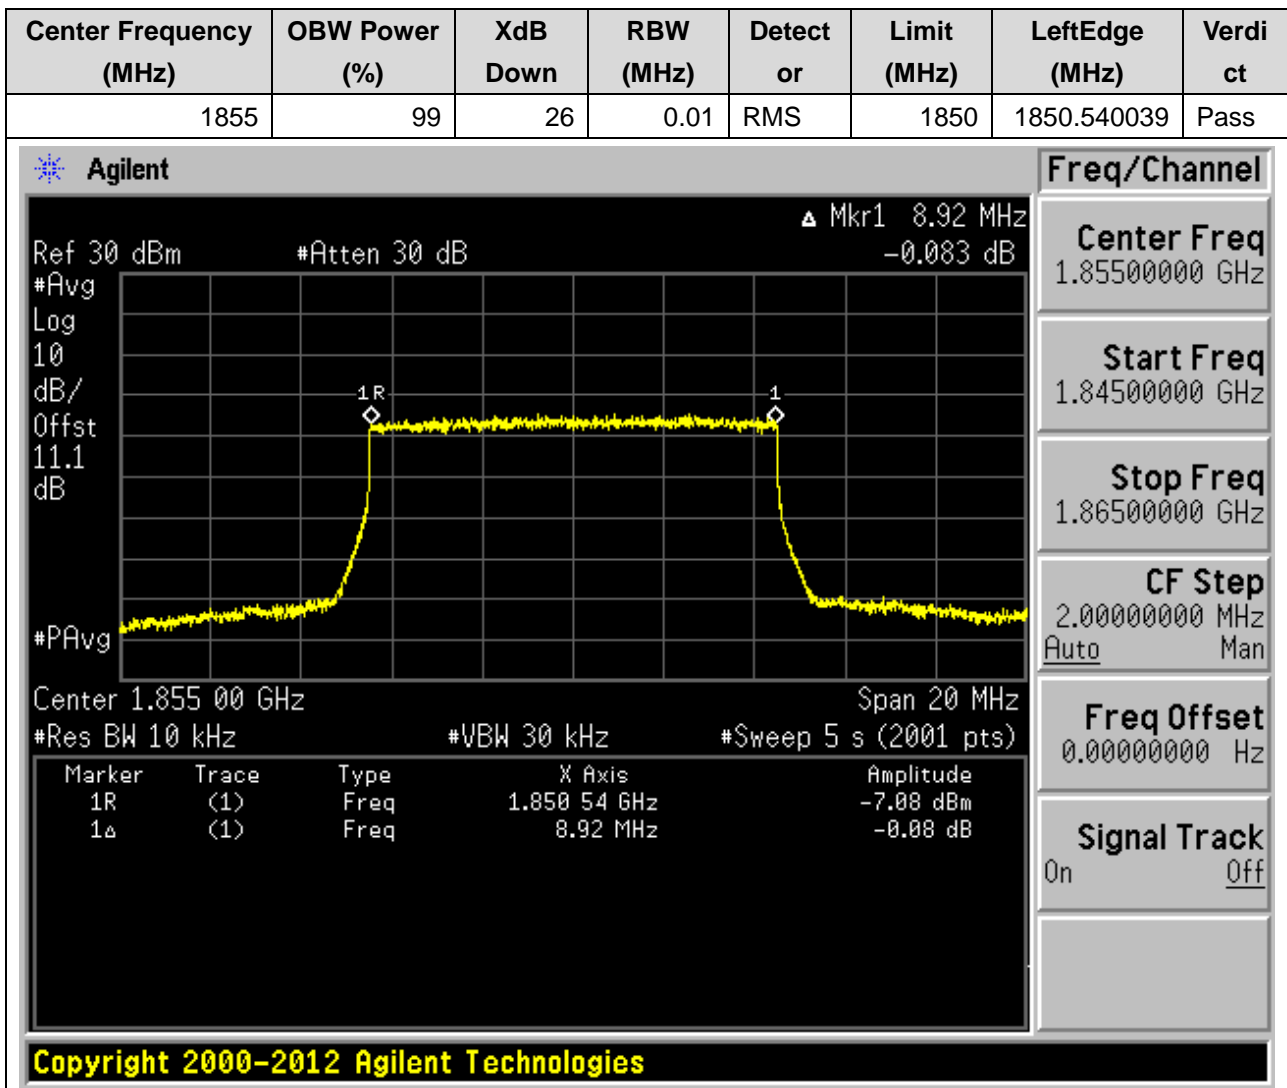 Center Frequency (MHz) OBW Power (%) XdB Down RBW (MHz) Detect or Limit (MHz) LeftEdge (MHz) Verdi ct
1855 99 26 0.01 RMS 1850 1850.540039 Pass
Agilent
Freq/Channel
Δ Mkr1 8.92 MHz
Ref 30 dBm #Atten 30 dB -0.083 dB
#Avg
Log
10
dB/
Offst
11.1
dB
#PAvg
1R
1
Center 1.855 00 GHz Span 20 MHz
#Res BW 10 kHz #VBW 30 kHz #Sweep 5 s (2001 pts)
Marker Trace Type X Axis Amplitude
1R (1) Freq 1.850 54 GHz -7.08 dBm
1Δ (1) Freq 8.92 MHz -0.08 dB
Center Freq
1.85500000 GHz
Start Freq
1.84500000 GHz
Stop Freq
1.86500000 GHz
CF Step
2.00000000 MHz
Auto Man
Freq Offset
0.00000000 Hz
Signal Track
On Off
Copyright 2000-2012 Agilent Technologies